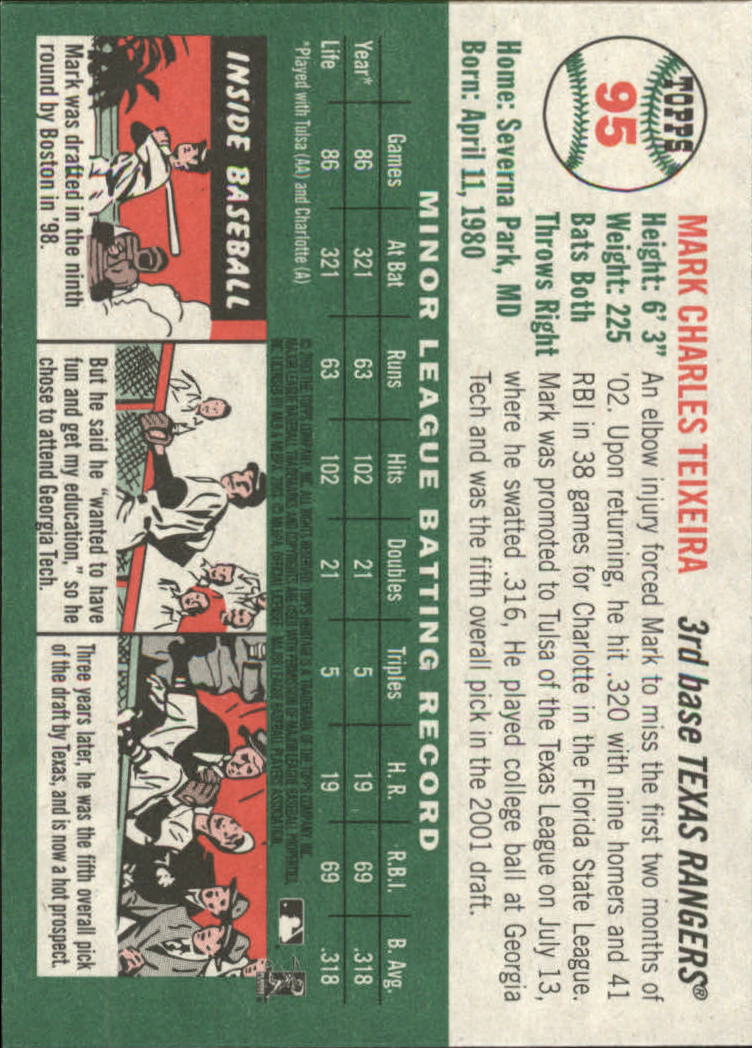 TOPPS
95
MARK CHARLES TEIXEIRA 3rd base TEXAS RANGERS®
Height: 6' 3"
Weight: 225
Bats Both
Throws Right
Home: Severna Park, MD
Born: April 11, 1980
An elbow injury forced Mark to miss the first two months of
'02. Upon returning, he hit .320 with nine homers and 41
RBI in 38 games for Charlotte in the Florida State League.
Mark was promoted to Tulsa of the Texas League on July 13,
where he swatted .316, He played college ball at Georgia
Tech and was the fifth overall pick in the 2001 draft.
MINOR LEAGUE BATTING RECORD
Games At Bat Runs Hits Doubles Triples H. R. R.B.I. B. Avg.
Year* 86 321 63 102 21 5 19 69 .318
Life 86 321 63 102 21 5 19 69 .318
*Played with Tulsa (AA) and Charlotte (A)
INSIDE BASEBALL
Mark was drafted in the ninth
round by Boston in '98.
But he said he "wanted to have
fun and get my education," so he
chose to attend Georgia Tech.
Three years later, he was the fifth overall pick
of the draft by Texas, and is now a hot prospect.